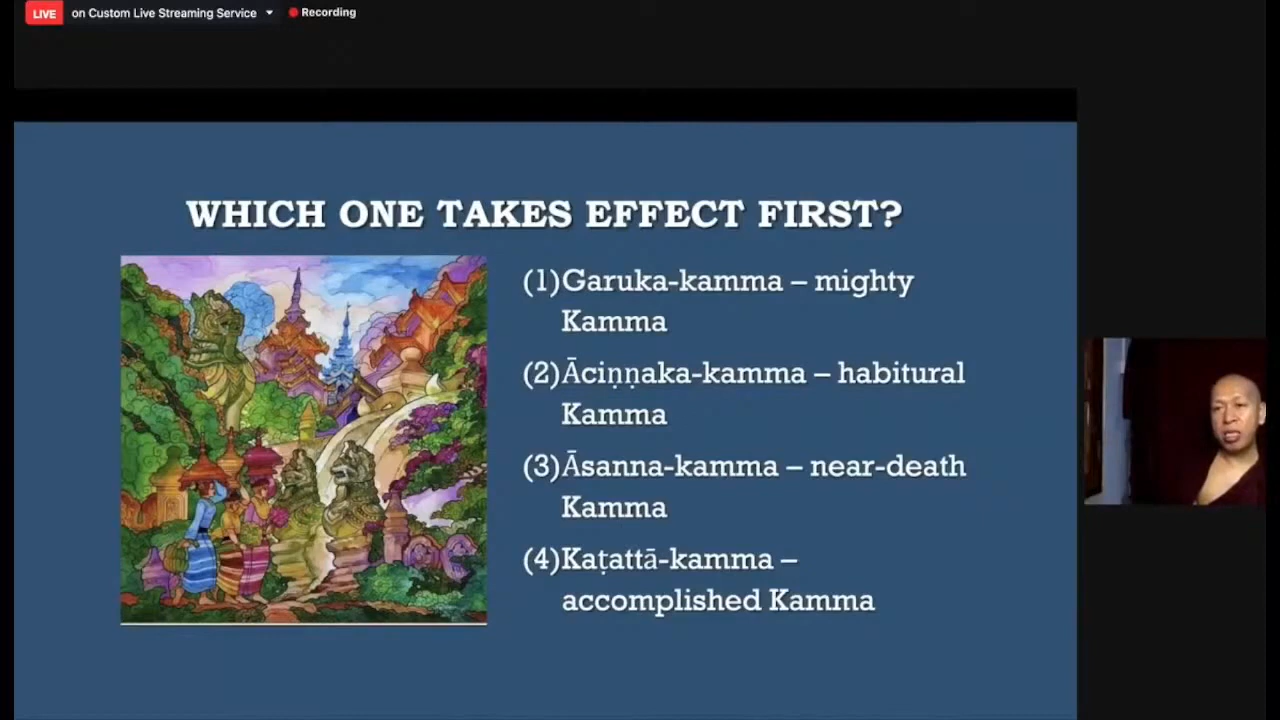 LIVE on Custom Live Streaming Service Recording
WHICH ONE TAKES EFFECT FIRST?
(1)Garuka-kamma – mighty
Kamma
(2)Āciṇṇaka-kamma – habitural
Kamma
(3)Āsanna-kamma – near-death
Kamma
(4)Kaṭattā-kamma –
accomplished Kamma